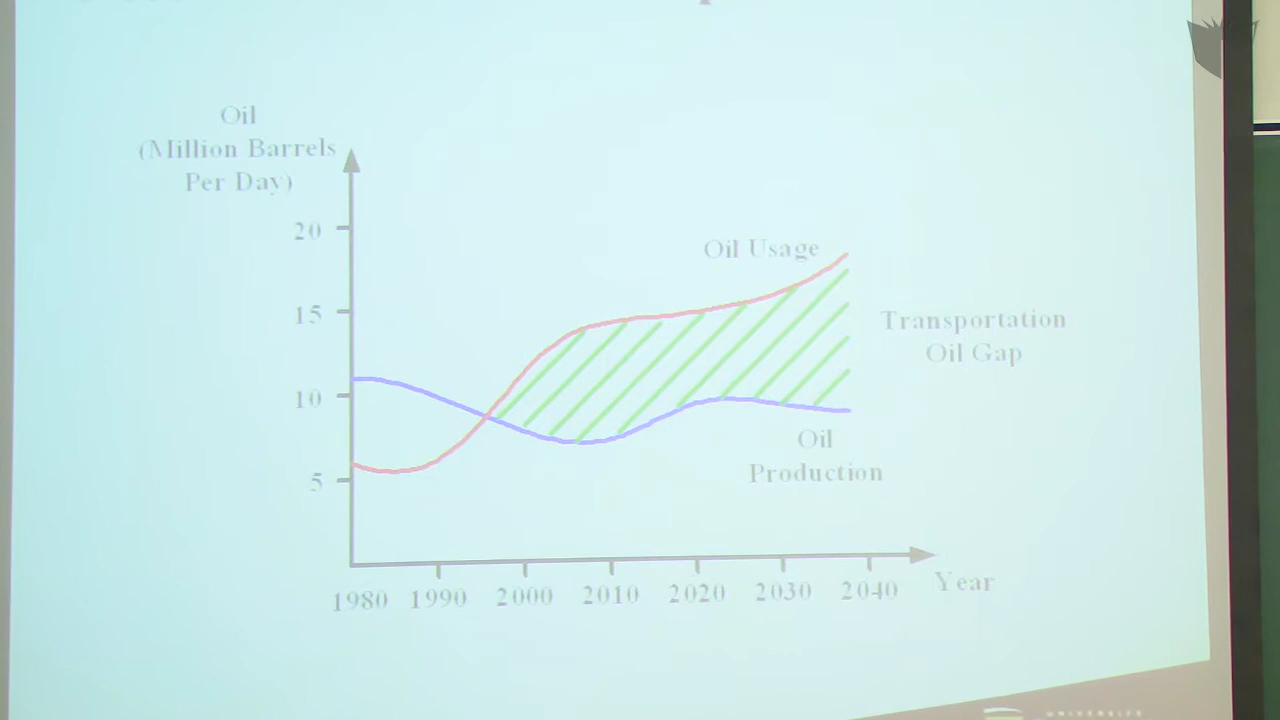 Oil
(Million Barrels
Per Day)
20
15
10
5
Oil Usage
Transportation
Oil Gap
Oil
Production
1980 1990 2000 2010 2020 2030 2040
Year